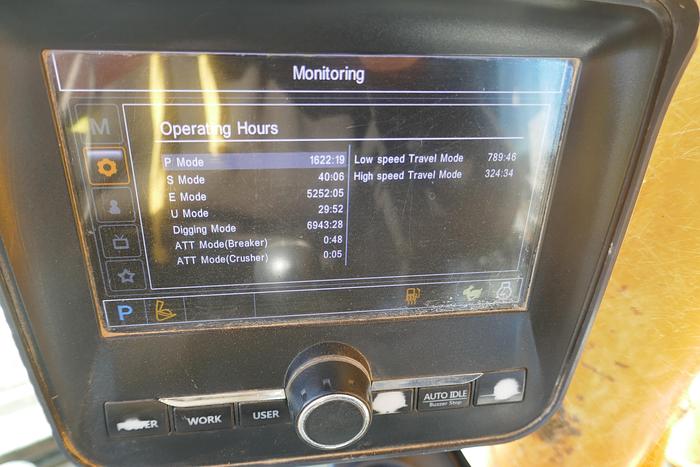 Monitoring
M
Operating Hours
P Mode 1622:19
S Mode 40:06
E Mode 5252:05
U Mode 29:52
Digging Mode 6943:28
ATT Mode(Breaker) 0:48
ATT Mode(Crusher) 0:05
Low speed Travel Mode 789:46
High speed Travel Mode 324:34
P
WORK
USER
AUTO IDLE
Buzzer Stop